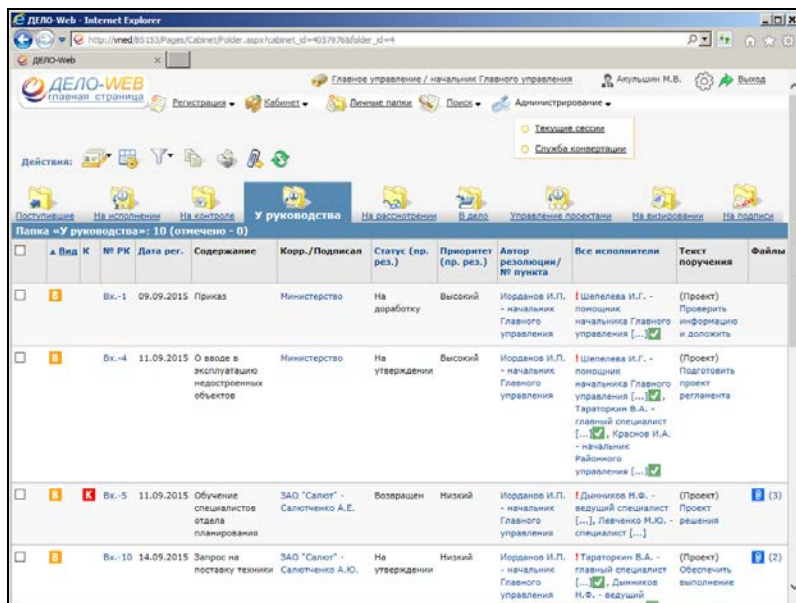 ДЕЛО-Web - Internet Explorer
http://vmed/85153/Pages/Cabinet/Folder.aspx?cabinet_id=4057976&folder_id=4
ДЕЛО-Web
ДЕЛО-WEB
главная страница
Главное управление / начальник Главного управления
Акульшин М.В.
Выход
Регистрация
Кабинет
Личные папки
Поиск
Администрирование
Текущие сессии
Служба конвертации
Действия:
Поступившие На исполнении На контроле У руководства На рассмотрении В дело Управление проектами На визировании На подписи
Папка «У руководства»: 10 (отмечено - 0)
Вид К № РК Дата рег. Содержание Корр./Подписал Статус (пр. рез.) Приоритет (пр. рез.) Автор резолюции/ № пункта Все исполнители Текст поручения Файлы
В Вх.-1 09.09.2015 Приказ Министерство На доработку Высокий Иорданов И.П. - начальник Главного управления ! Шепелева И.Г. - помощник начальника Главного управления [...] (Проект) Проверить информацию и доложить
В Вх.-4 11.09.2015 О вводе в эксплуатацию недостроенных объектов Министерство На утверждении Высокий Иорданов И.П. - начальник Главного управления ! Шепелева И.Г. - помощник начальника Главного управления [...], Тараторкин В.А. - главный специалист [...], Краснов И.А. - начальник Районного управления [...] (Проект) Подготовить проект регламента
В К Вх.-5 11.09.2015 Обучение специалистов отдела планирования ЗАО "Салют" - Салютченко А.Е. Возвращен Низкий Иорданов И.П. - начальник Главного управления ! Дынников Н.Ф. - ведущий специалист [...], Левченко М.Ю. - специалист [...] (Проект) Проект решения (3)
В Вх.-10 14.09.2015 Запрос на поставку техники ЗАО "Салют" - Салютченко А.Ю. На утверждении Низкий Иорданов И.П. - начальник Главного управления ! Тараторкин В.А. - главный специалист [...], Дынников Н.Ф. - ведущий (Проект) Обеспечить выполнение (2)